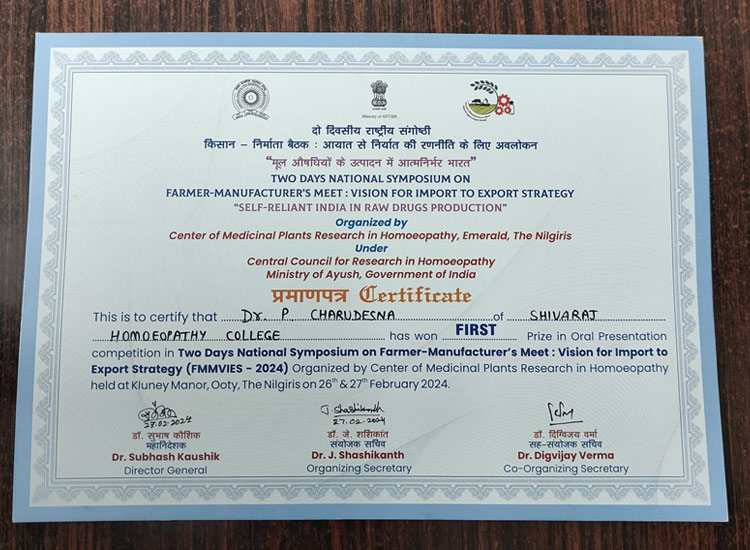 Ministry of AYUSH
दो दिवसीय राष्ट्रीय संगोष्ठी
किसान - निर्माता बैठक : आयात से निर्यात की रणनीति के लिए अवलोकन
"मूल औषधियों के उत्पादन में आत्मनिर्भर भारत"
TWO DAYS NATIONAL SYMPOSIUM ON
FARMER-MANUFACTURER'S MEET : VISION FOR IMPORT TO EXPORT STRATEGY
"SELF-RELIANT INDIA IN RAW DRUGS PRODUCTION"
Organized by
Center of Medicinal Plants Research in Homoeopathy, Emerald, The Nilgiris
Under
Central Council for Research in Homoeopathy
Ministry of Ayush, Government of India
प्रमाणपत्र Certificate
This is to certify that Dr. P. CHARUDESNA of SHIVARAJ
HOMOEOPATHY COLLEGE has won FIRST Prize in Oral Presentation
competition in Two Days National Symposium on Farmer-Manufacturer's Meet : Vision for Import to
Export Strategy (FMMVIES - 2024) Organized by Center of Medicinal Plants Research in Homoeopathy
held at Kluney Manor, Ooty, The Nilgiris on 26th & 27th February 2024.
27.02.2024
डॉ. सुभाष कौशिक
महानिदेशक
Dr. Subhash Kaushik
Director General
J. Shashikanth
27.02.2024
डॉ. जे. शशिकांत
संयोजक सचिव
Dr. J. Shashikanth
Organizing Secretary
डॉ. दिग्विजय वर्मा
सह-संयोजक सचिव
Dr. Digvijay Verma
Co-Organizing Secretary